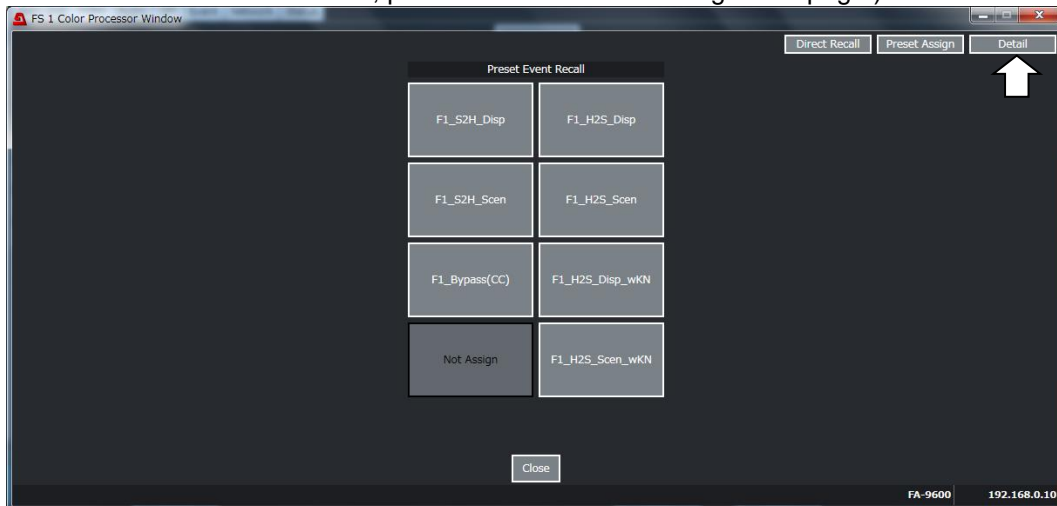 FS 1 Color Processor Window
Direct Recall Preset Assign Detail
Preset Event Recall
F1_S2H_Disp F1_H2S_Disp
F1_S2H_Scen F1_H2S_Scen
F1_Bypass(CC) F1_H2S_Disp_wKN
Not Assign F1_H2S_Scen_wKN
Close
FA-9600 192.168.0.10